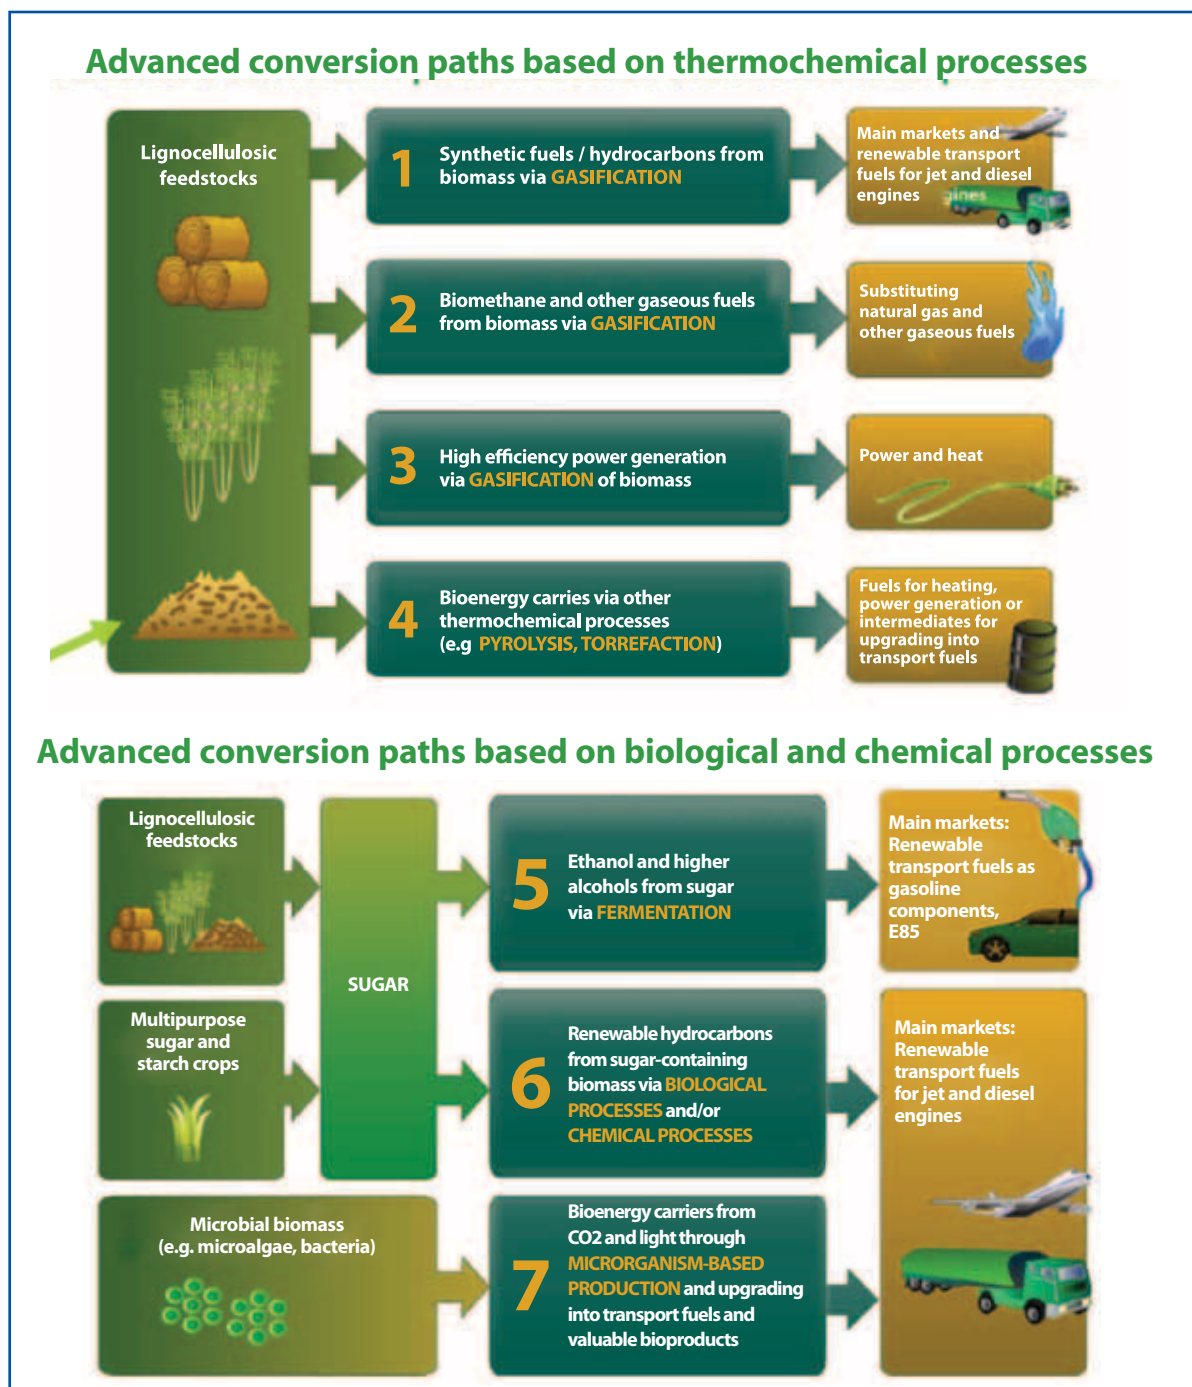 Advanced conversion paths based on thermochemical processes
Lignocellulosic
feedstocks
1
Synthetic fuels / hydrocarbons from
biomass via GASIFICATION
Main markets and
renewable transport
fuels for jet and diesel
engines
gines
2
Biomethane and other gaseous fuels
from biomass via GASIFICATION
Substituting
natural gas and
other gaseous fuels
3
High efficiency power generation
via GASIFICATION of biomass
Power and heat
4
Bioenergy carries via other
thermochemical processes
(e.g PYROLYSIS, TORREFACTION)
Fuels for heating,
power generation or
intermediates for
upgrading into
transport fuels
Advanced conversion paths based on biological and chemical processes
Lignocellulosic
feedstocks
Multipurpose
sugar and
starch crops
SUGAR
5
Ethanol and higher
alcohols from sugar
via FERMENTATION
Main markets:
Renewable
transport fuels as
gasoline
components,
E85
6
Renewable hydrocarbons
from sugar-containing
biomass via BIOLOGICAL
PROCESSES and/or
CHEMICAL PROCESSES
Main markets:
Renewable
transport fuels
for jet and diesel
engines
Microbial biomass
(e.g. microalgae, bacteria)
7
Bioenergy carriers from
CO2 and light through
MICRORGANISM-BASED
PRODUCTION and upgrading
into transport fuels and
valuable bioproducts